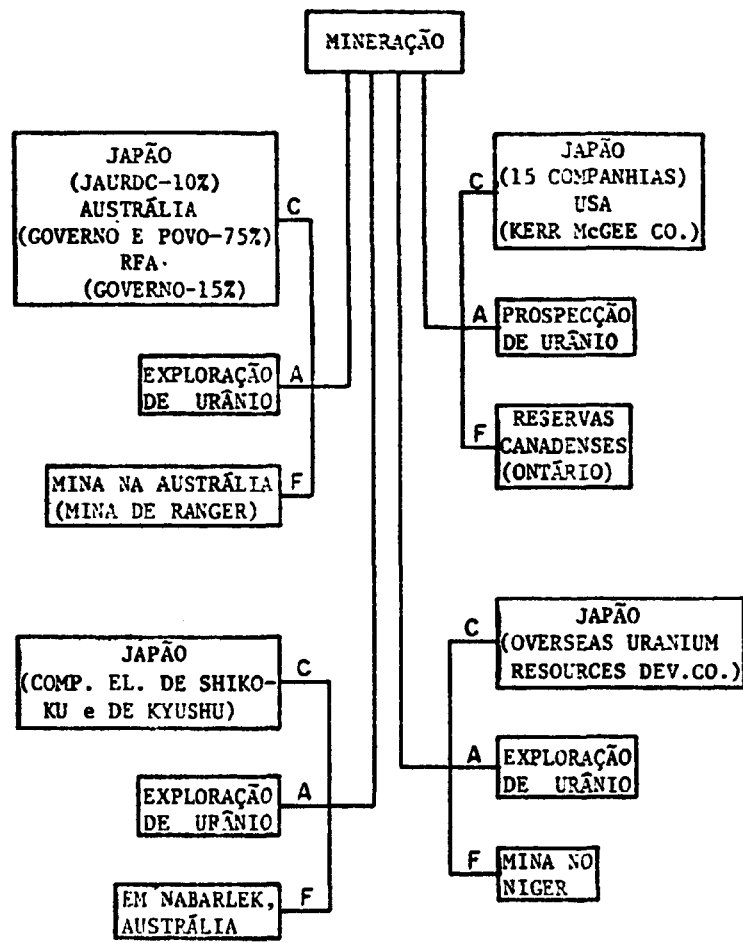 MINERAÇÃO
JAPÃO
(JAURDC-10%)
AUSTRÁLIA
(GOVERNO E POVO-75%)
RFA
(GOVERNO-15%)
C
EXPLORAÇÃO
DE URÂNIO
A
MINA NA AUSTRÁLIA
(MINA DE RANGER)
F
JAPÃO
(15 COMPANHIAS)
USA
(KERR McGEE CO.)
C
A
PROSPECÇÃO
DE URÂNIO
F
RESERVAS
CANADENSES
(ONTÁRIO)
JAPÃO
(COMP. EL. DE SHIKO-
KU e DE KYUSHU)
C
EXPLORAÇÃO
DE URÂNIO
A
EM NABARLEK,
AUSTRÁLIA
F
C
JAPÃO
(OVERSEAS URANIUM
RESOURCES DEV.CO.)
A
EXPLORAÇÃO
DE URÂNIO
F
MINA NO
NIGER